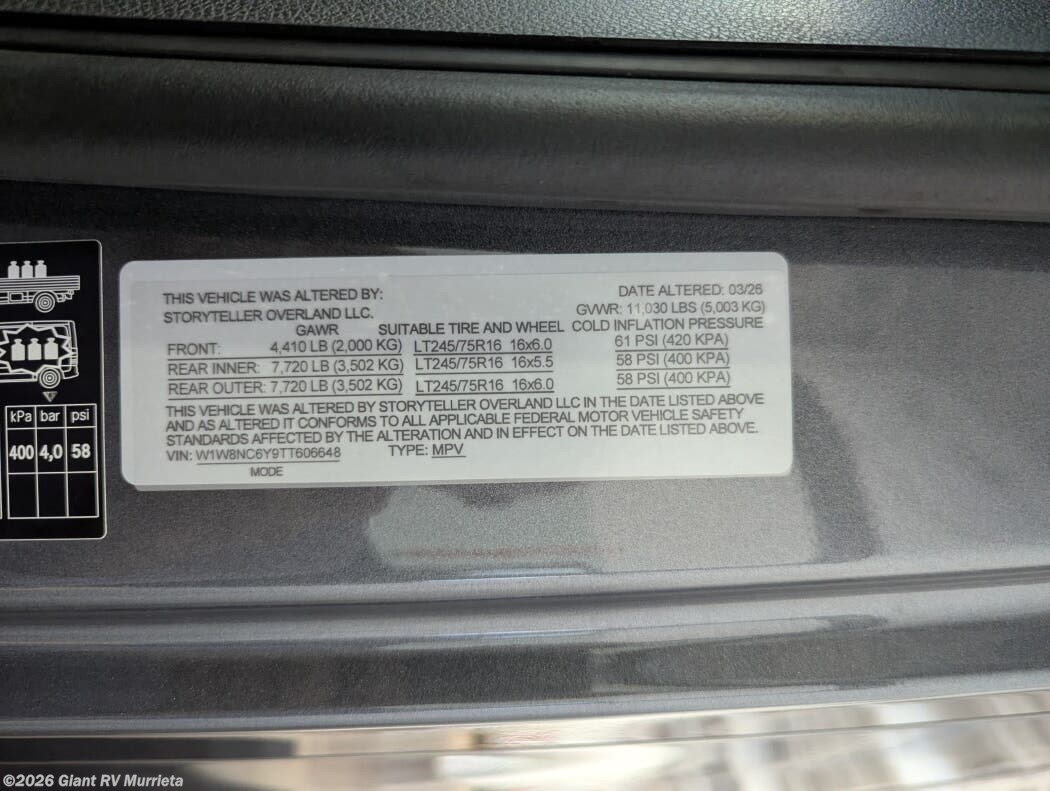 THIS VEHICLE WAS ALTERED BY: DATE ALTERED: 03/26
STORYTELLER OVERLAND LLC. GVWR: 11,030 LBS (5,003 KG)
GAWR SUITABLE TIRE AND WHEEL COLD INFLATION PRESSURE
FRONT: 4,410 LB (2,000 KG) LT245/75R16 16x6.0 61 PSI (420 KPA)
REAR INNER: 7,720 LB (3,502 KG) LT245/75R16 16x5.5 58 PSI (400 KPA)
REAR OUTER: 7,720 LB (3,502 KG) LT245/75R16 16x6.0 58 PSI (400 KPA)
THIS VEHICLE WAS ALTERED BY STORYTELLER OVERLAND LLC IN THE DATE LISTED ABOVE
AND AS ALTERED IT CONFORMS TO ALL APPLICABLE FEDERAL MOTOR VEHICLE SAFETY
STANDARDS AFFECTED BY THE ALTERATION AND IN EFFECT ON THE DATE LISTED ABOVE.
VIN: W1W8NC6Y9TT606648 TYPE: MPV
MODE
kPa bar psi
400 4,0 58
©2026 Giant RV Murrieta